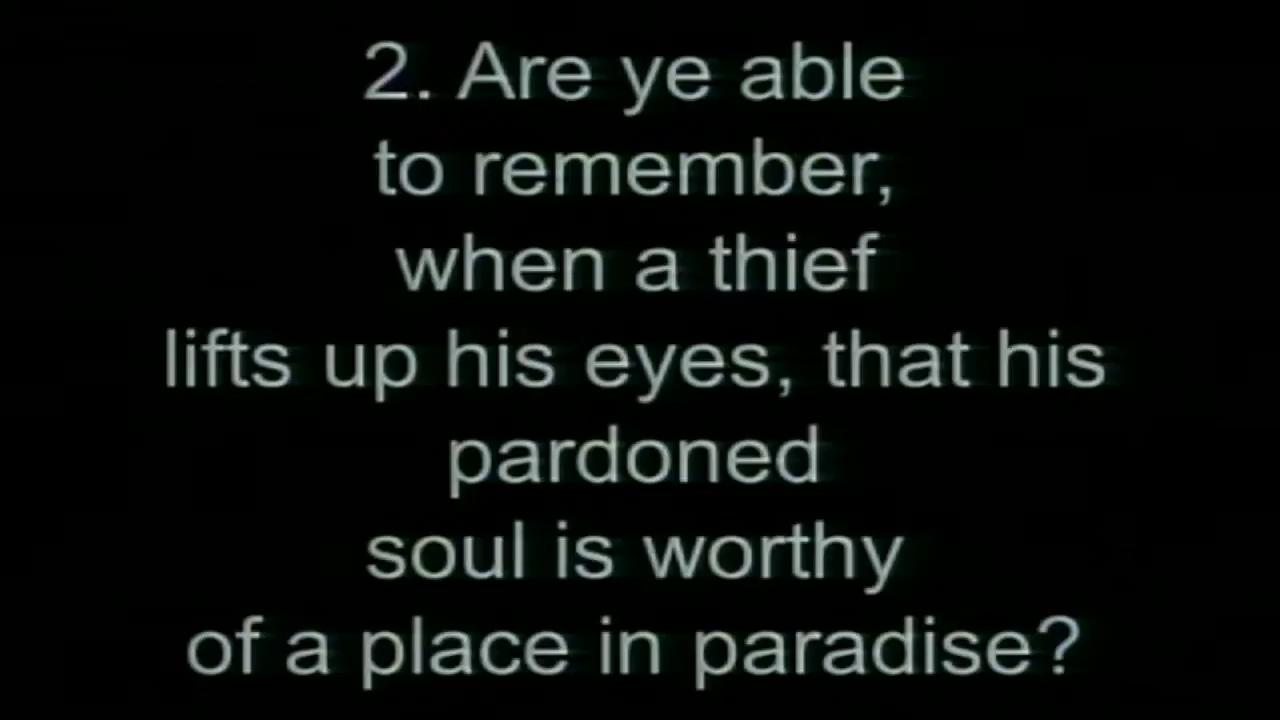 2. Are ye able
to remember,
when a thief
lifts up his eyes, that his
pardoned
soul is worthy
of a place in paradise?